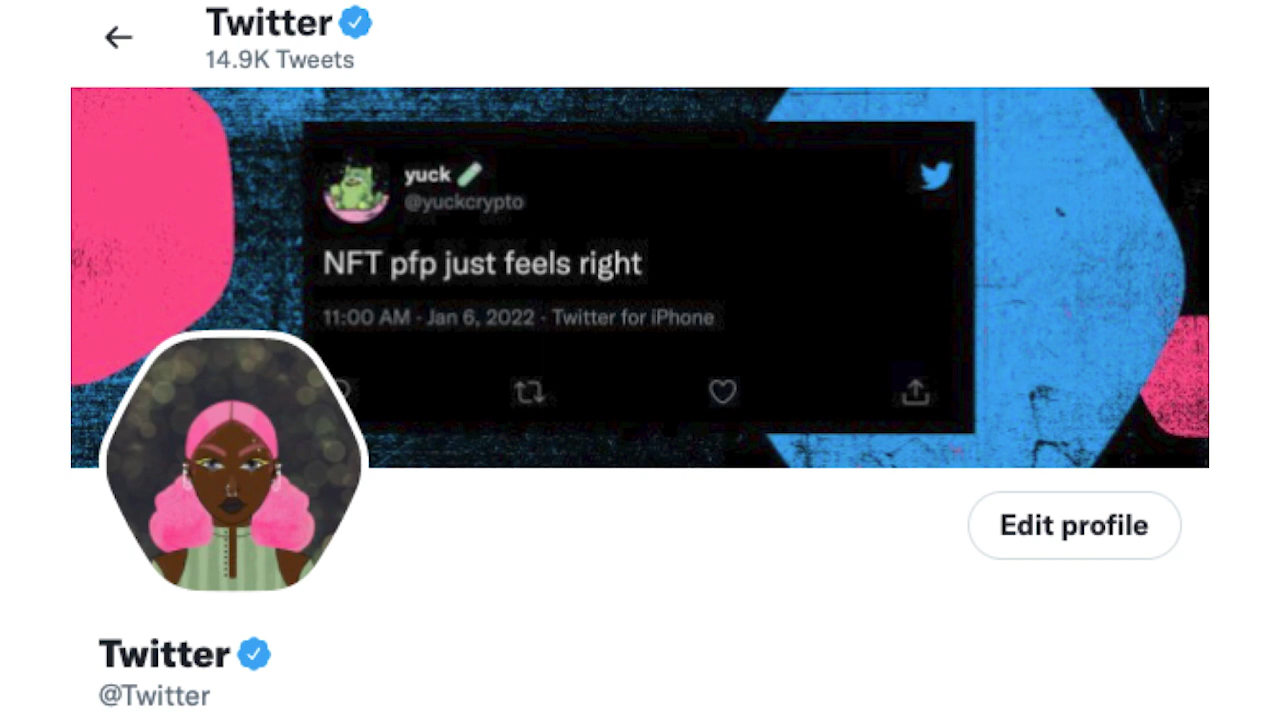 Twitter
14.9K Tweets
yuck
@yuckcrypto
NFT pfp just feels right
11:00 AM · Jan 6, 2022 · Twitter for iPhone
Edit profile
Twitter
@Twitter